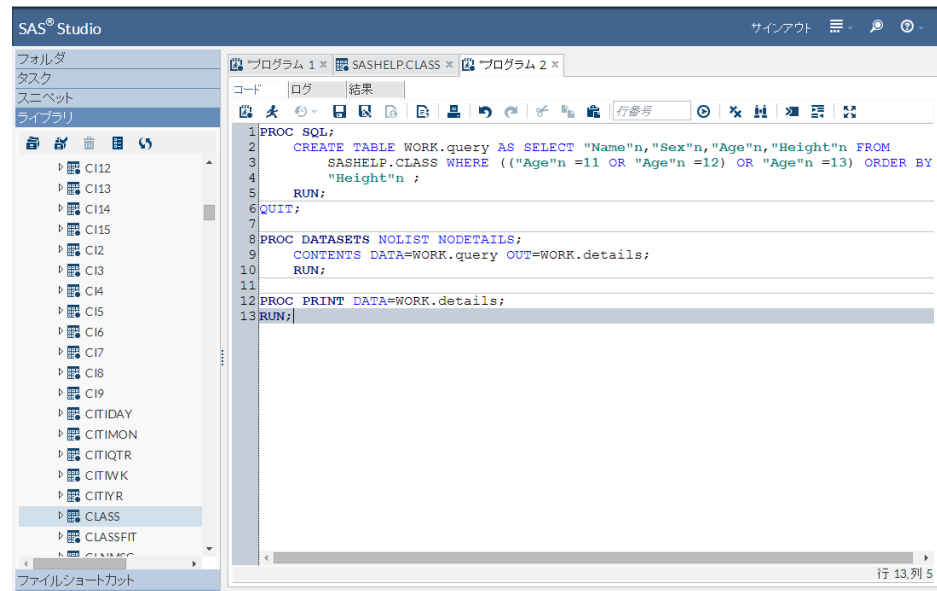 SAS® Studio
サインアウト
フォルダ
タスク
スニペット
ライブラリ
CI12
CI13
CI14
CI15
CI2
CI3
CI4
CI5
CI6
CI7
CI8
CI9
CITIDAY
CITIMON
CITIQTR
CITIWK
CITIYR
CLASS
CLASSFIT
CLNMSG
ファイルショートカット
*プログラム 1 × SASHELP.CLASS × *プログラム 2 ×
コード ログ 結果
行番号
1 PROC SQL;
2 CREATE TABLE WORK.query AS SELECT "Name"n,"Sex"n,"Age"n,"Height"n FROM
3 SASHELP.CLASS WHERE (("Age"n =11 OR "Age"n =12) OR "Age"n =13) ORDER BY
4 "Height"n ;
5 RUN;
6 QUIT;
7
8 PROC DATASETS NOLIST NODETAILS;
9 CONTENTS DATA=WORK.query OUT=WORK.details;
10 RUN;
11
12 PROC PRINT DATA=WORK.details;
13 RUN;
行 13,列 5